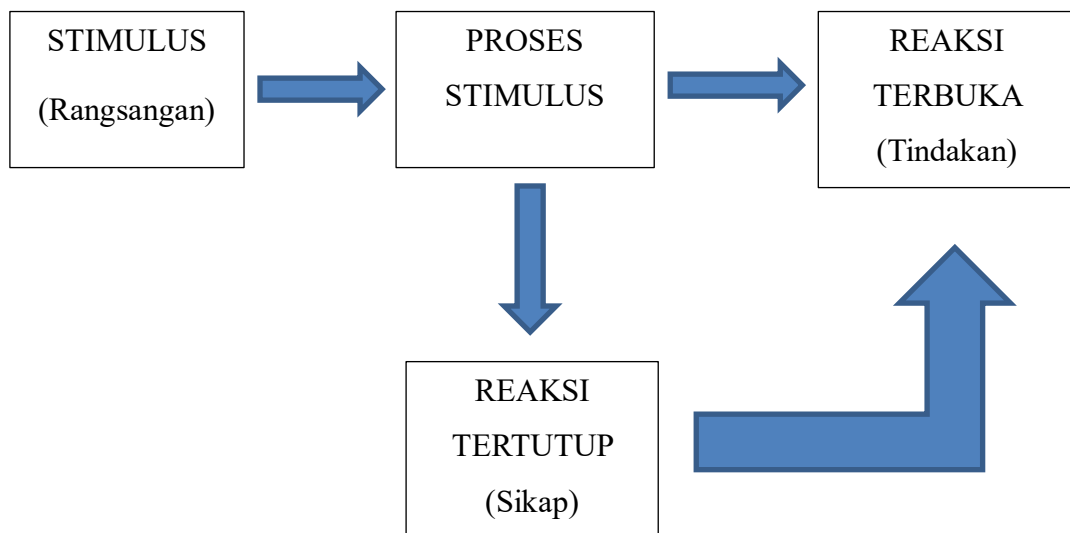 STIMULUS
(Rangsangan)
PROSES
STIMULUS
REAKSI
TERBUKA
(Tindakan)
REAKSI
TERTUTUP
(Sikap)